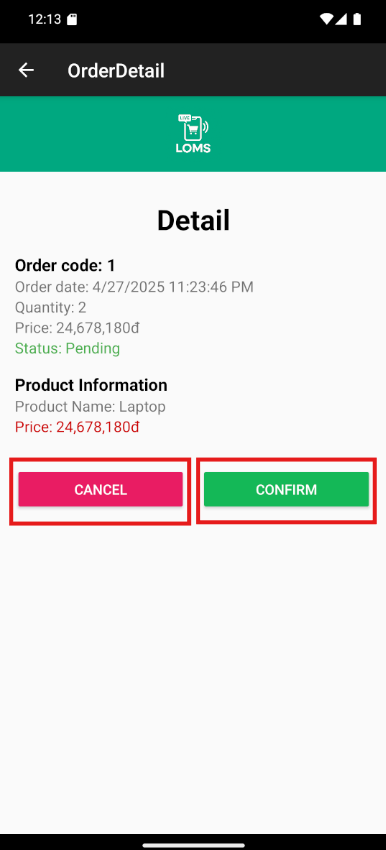 12:13
OrderDetail
LIVE
LOMS
Detail
Order code: 1
Order date: 4/27/2025 11:23:46 PM
Quantity: 2
Price: 24,678,180đ
Status: Pending
Product Information
Product Name: Laptop
Price: 24,678,180đ
CANCEL
CONFIRM